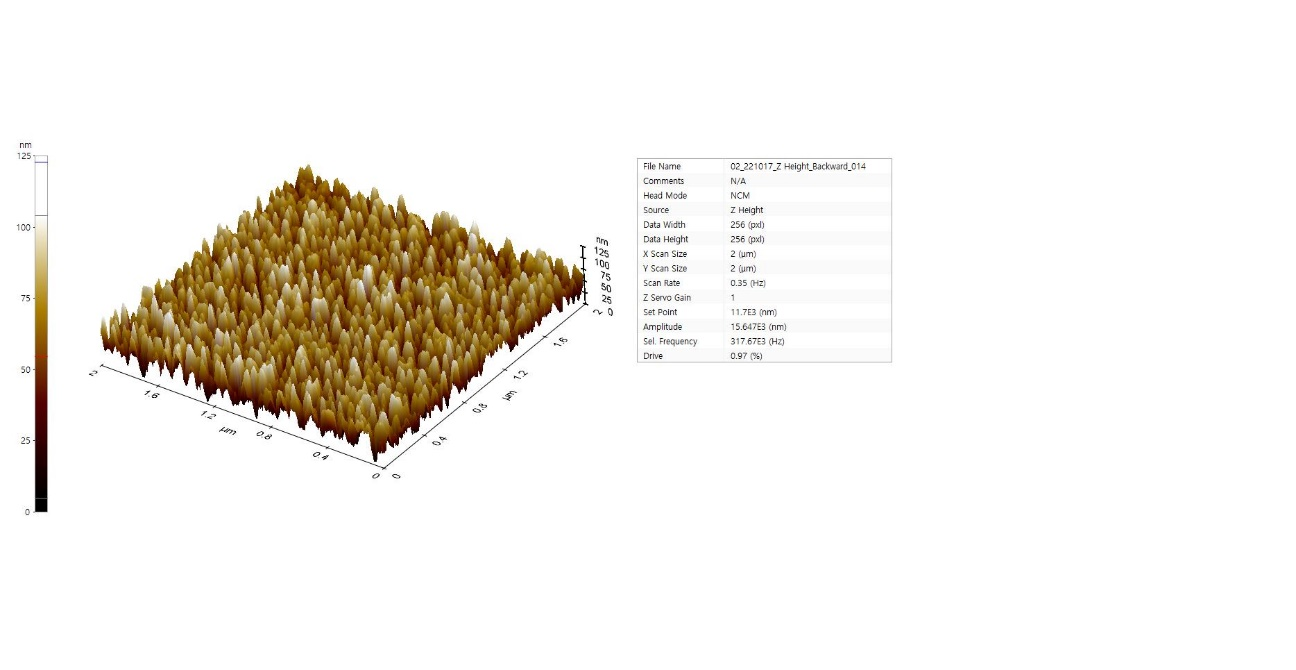 nm
125
100
75
50
25
0
nm
125
100
75
50
25
0
2
1.6
1.2
µm
0.8
0.4
0
2
1.6
1.2
µm
0.8
0.4
0
File Name 02_221017_Z Height_Backward_014
Comments N/A
Head Mode NCM
Source Z Height
Data Width 256 (pxl)
Data Height 256 (pxl)
X Scan Size 2 (µm)
Y Scan Size 2 (µm)
Scan Rate 0.35 (Hz)
Z Servo Gain 1
Set Point 11.7E3 (nm)
Amplitude 15.647E3 (nm)
Sel. Frequency 317.67E3 (Hz)
Drive 0.97 (%)